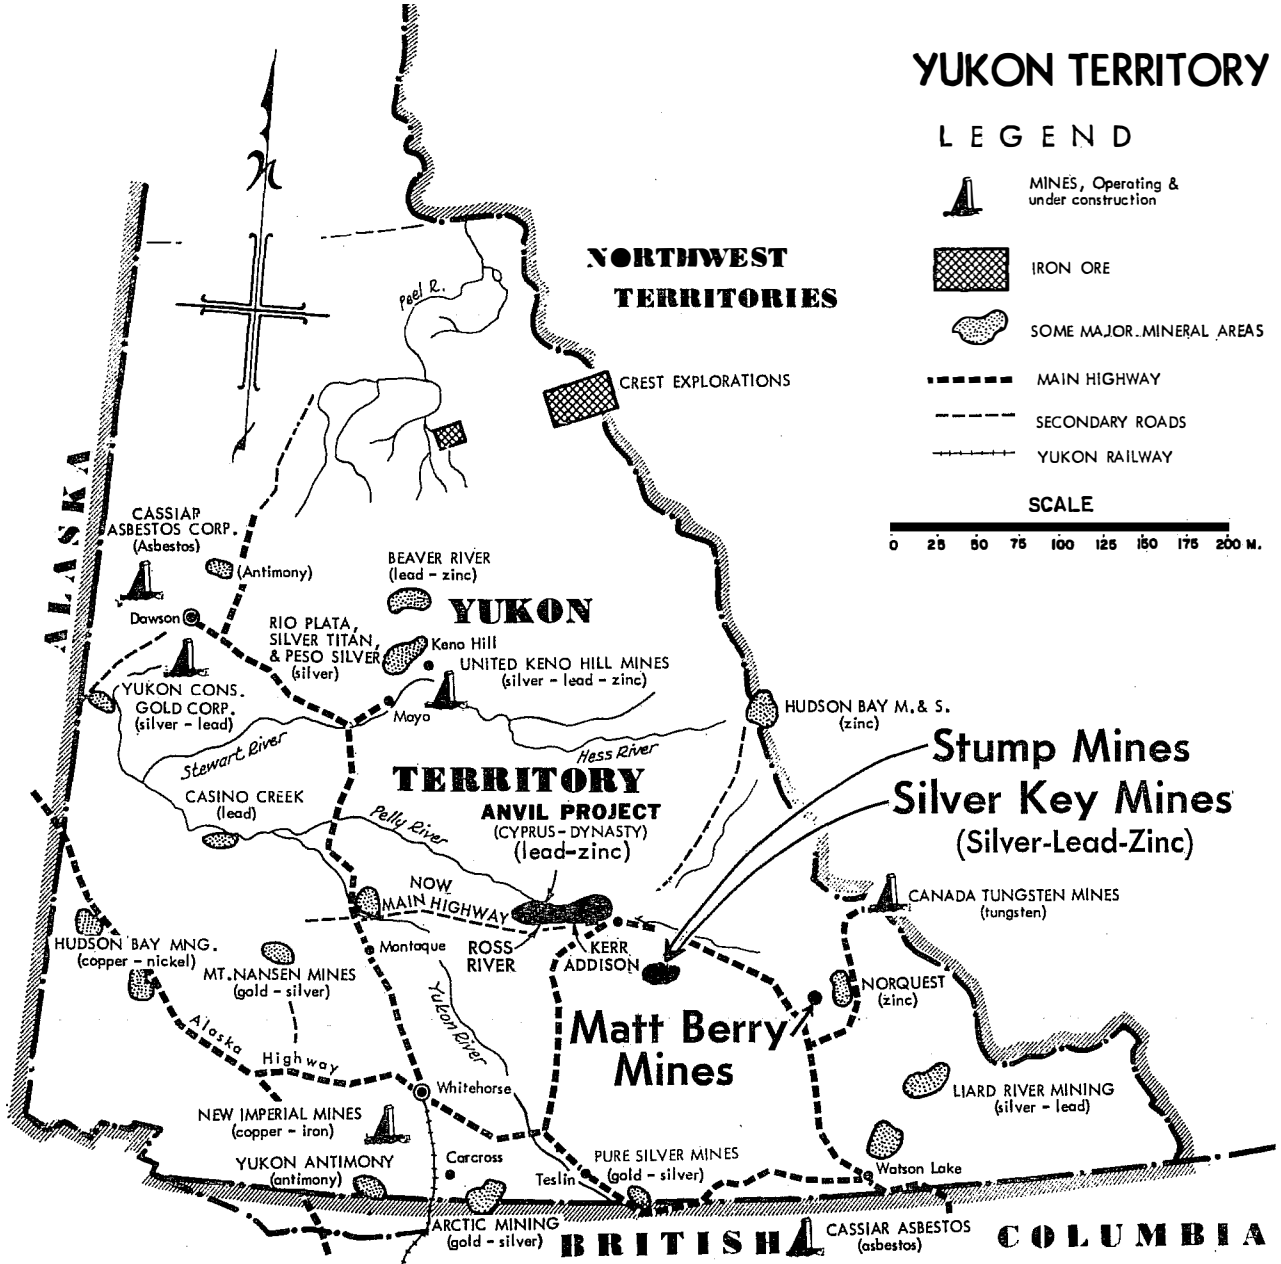 YUKON TERRITORY
LEGEND
MINES, Operating &
under construction
IRON ORE
SOME MAJOR MINERAL AREAS
MAIN HIGHWAY
SECONDARY ROADS
YUKON RAILWAY
SCALE
0 25 50 75 100 125 150 175 200 M.
N
NORTHWEST
TERRITORIES
Peel R.
CREST EXPLORATIONS
ALASKA
CASSIAR
ASBESTOS CORP.
(Asbestos)
(Antimony)
BEAVER RIVER
(lead - zinc)
YUKON
Dawson
RIO PLATA,
SILVER TITAN,
& PESO SILVER
(silver)
Keno Hill
UNITED KENO HILL MINES
(silver - lead - zinc)
YUKON CONS.
GOLD CORP.
(silver - lead)
Mayo
HUDSON BAY M. & S.
(zinc)
Stewart River
Hess River
Stump Mines
Silver Key Mines
(Silver-Lead-Zinc)
TERRITORY
ANVIL PROJECT
(CYPRUS-DYNASTY)
(lead-zinc)
CASINO CREEK
(lead)
Pelly River
NOW
MAIN HIGHWAY
CANADA TUNGSTEN MINES
(tungsten)
HUDSON BAY MNG.
(copper - nickel)
Montaque
ROSS
RIVER
KERR
ADDISON
MT. NANSEN MINES
(gold - silver)
NORQUEST
(zinc)
Yukon River
Matt Berry
Mines
Alaska Highway
Whitehorse
LIARD RIVER MINING
(silver - lead)
NEW IMPERIAL MINES
(copper - iron)
YUKON ANTIMONY
(antimony)
Carcross
Teslin
PURE SILVER MINES
(gold - silver)
Watson Lake
ARCTIC MINING
(gold - silver)
CASSIAR ASBESTOS
(asbestos)
BRITISH COLUMBIA